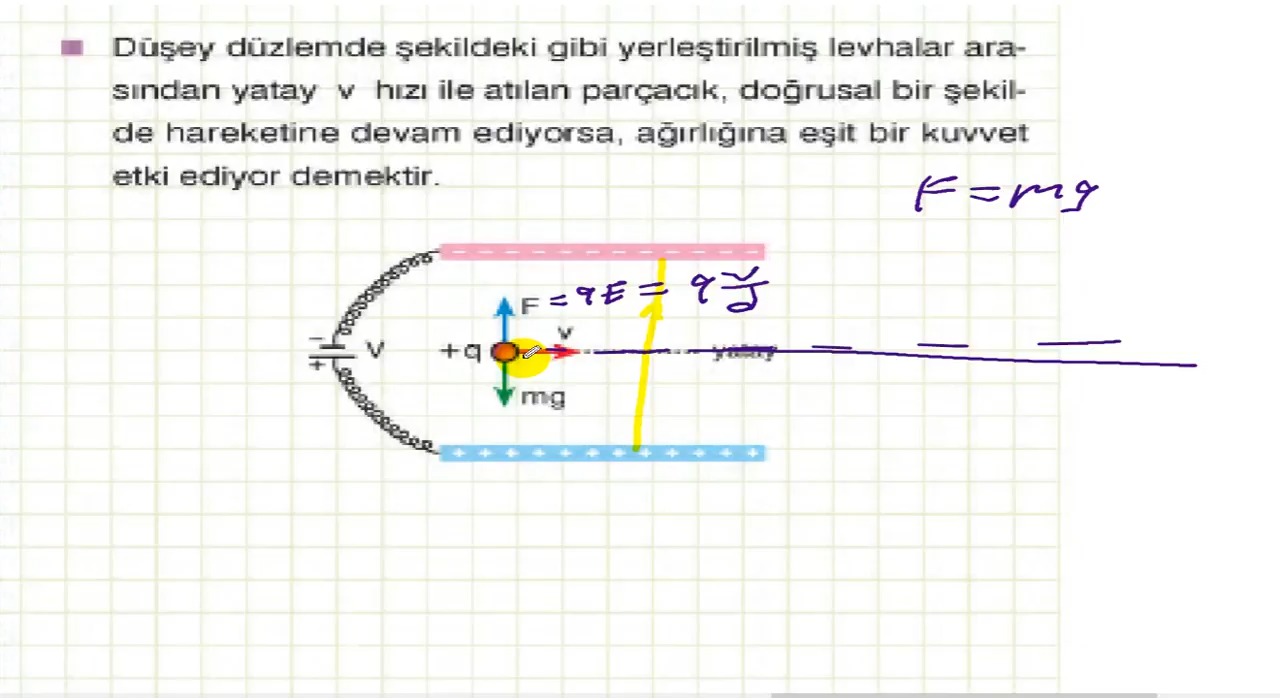 Düşey düzlemde şekildeki gibi yerleştirilmiş levhalar ara-
sından yatay v hızı ile atılan parçacık, doğrusal bir şekil-
de hareketine devam ediyorsa, ağırlığına eşit bir kuvvet
etki ediyor demektir.
F = mg
F = qE = q V/d
v
- V +
+q
yatay
mg
+ + + + + + + + + + + +